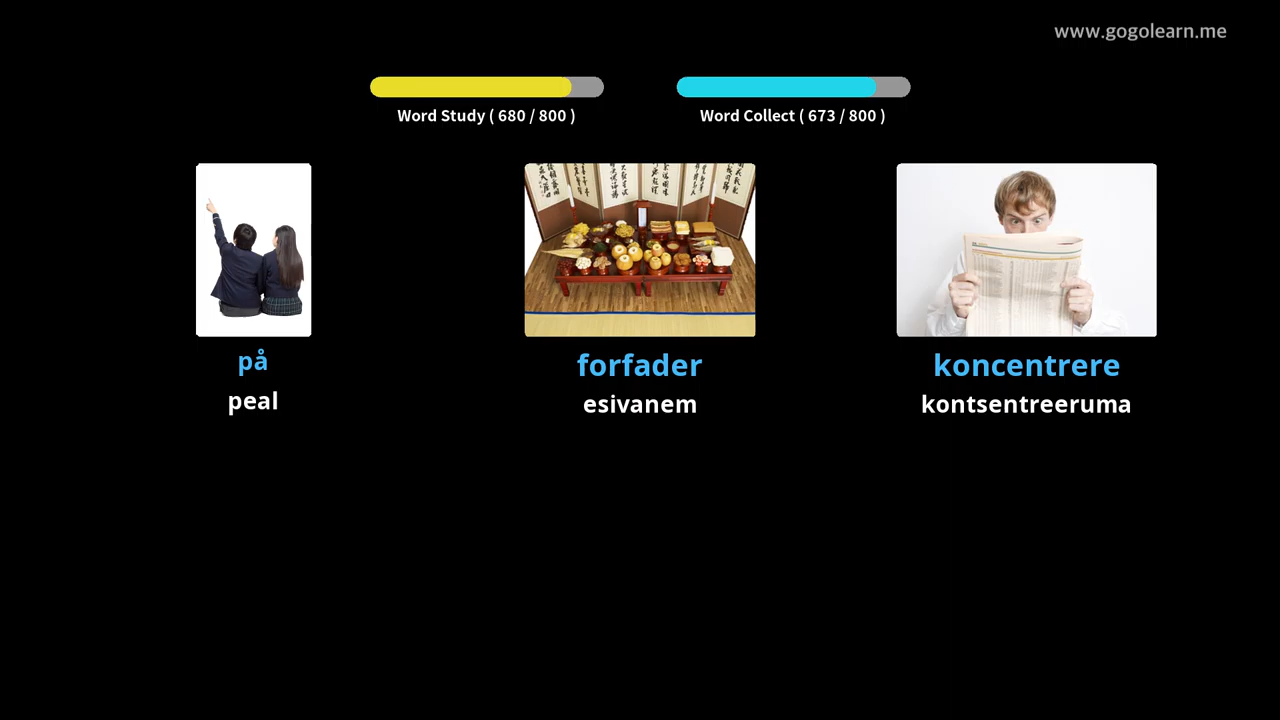 www.gogolearn.me
Word Study ( 680 / 800 )
Word Collect ( 673 / 800 )
på
peal
forfader
esivanem
koncentrere
kontsentreeruma